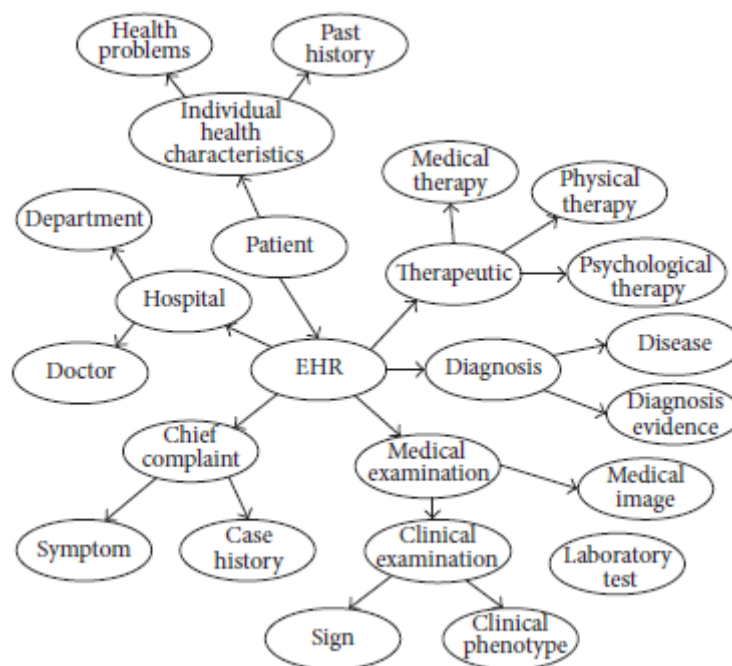 Health
problems
Past
history
Individual
health
characteristics
Medical
therapy
Physical
therapy
Department
Patient
Therapeutic
Psychological
therapy
Hospital
Doctor
EHR
Diagnosis
Disease
Diagnosis
evidence
Chief
complaint
Medical
examination
Medical
image
Symptom
Case
history
Clinical
examination
Laboratory
test
Sign
Clinical
phenotype